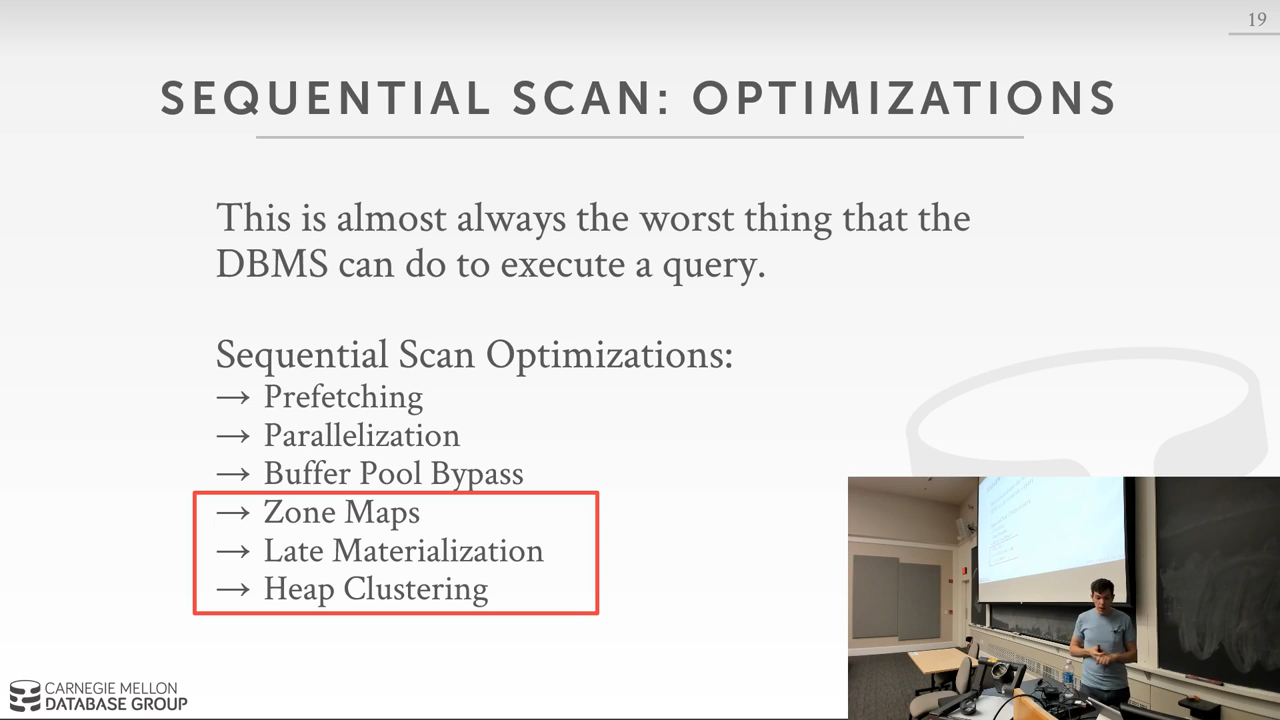 19
SEQUENTIAL SCAN: OPTIMIZATIONS
This is almost always the worst thing that the
DBMS can do to execute a query.
Sequential Scan Optimizations:
→ Prefetching
→ Parallelization
→ Buffer Pool Bypass
→ Zone Maps
→ Late Materialization
→ Heap Clustering
CARNEGIE MELLON
DATABASE GROUP